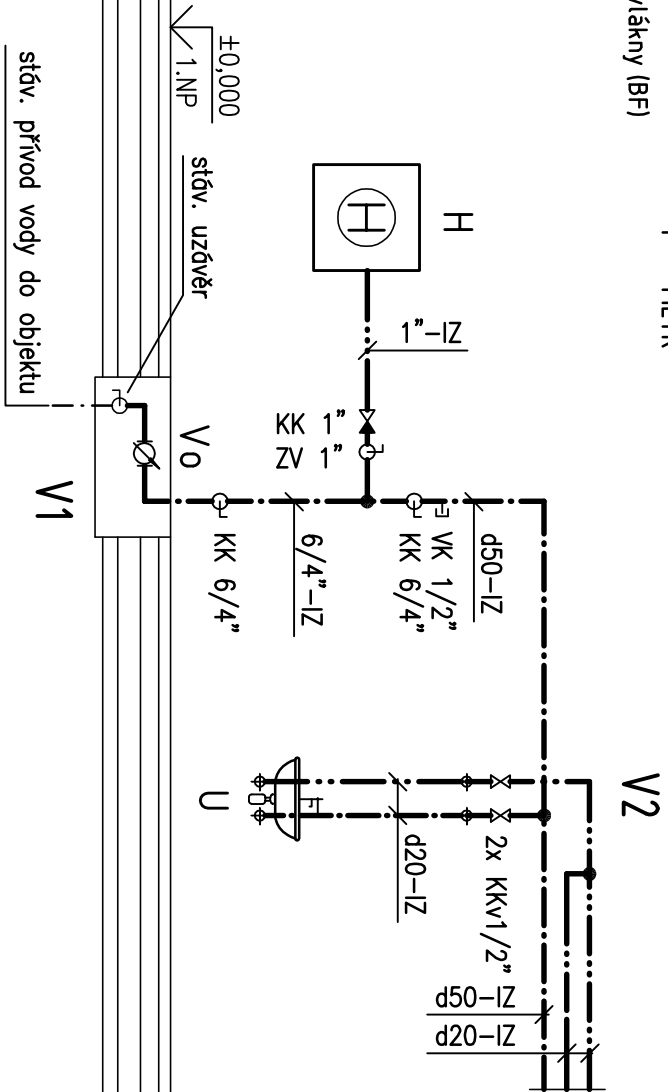 vlákny (BF)
±0,000
1.NP
stáv. přívod vody do objektu
stáv. uzávěr
H
H
1"-IZ
KK 1"
ZV 1"
Vo
V1
KK 6/4"
6/4"-IZ
KK 6/4"
VK 1/2"
d50-IZ
V2
U
d20-IZ
2x KKv1/2"
d50-IZ
d20-IZ